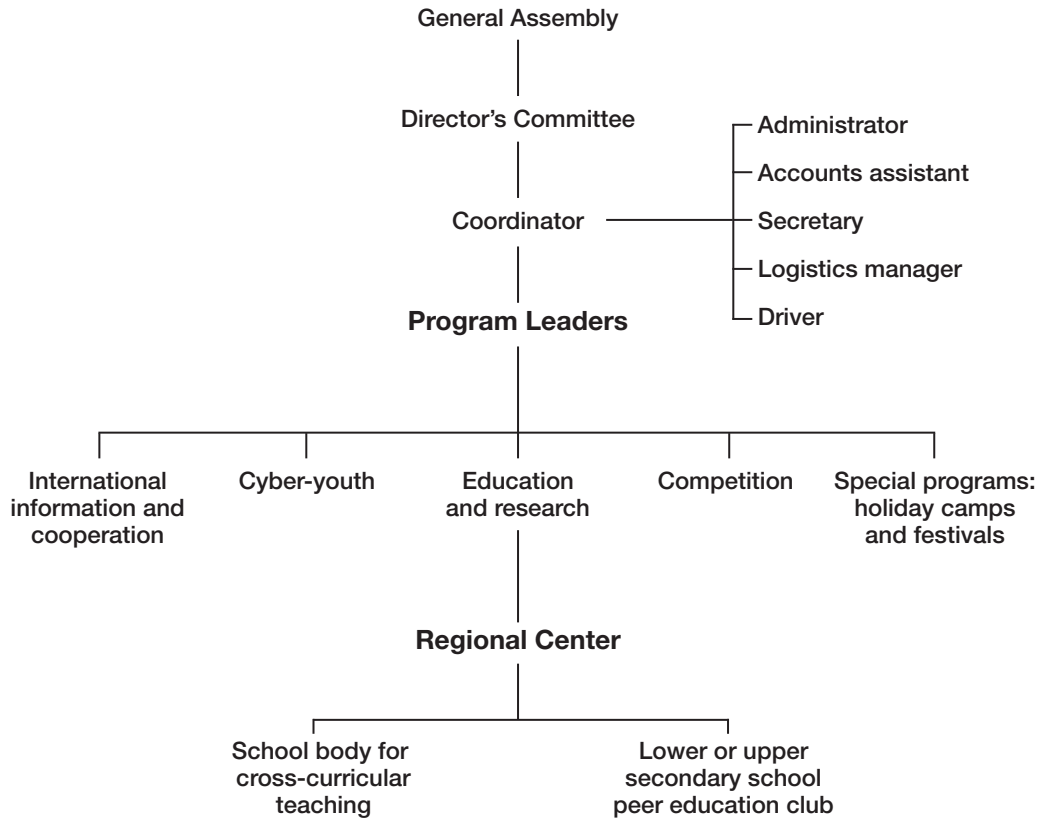 General Assembly
Director's Committee
Administrator
Accounts assistant
Coordinator
Secretary
Logistics manager
Driver
Program Leaders
International
information and
cooperation
Cyber-youth
Education
and research
Competition
Special programs:
holiday camps
and festivals
Regional Center
School body for
cross-curricular
teaching
Lower or upper
secondary school
peer education club